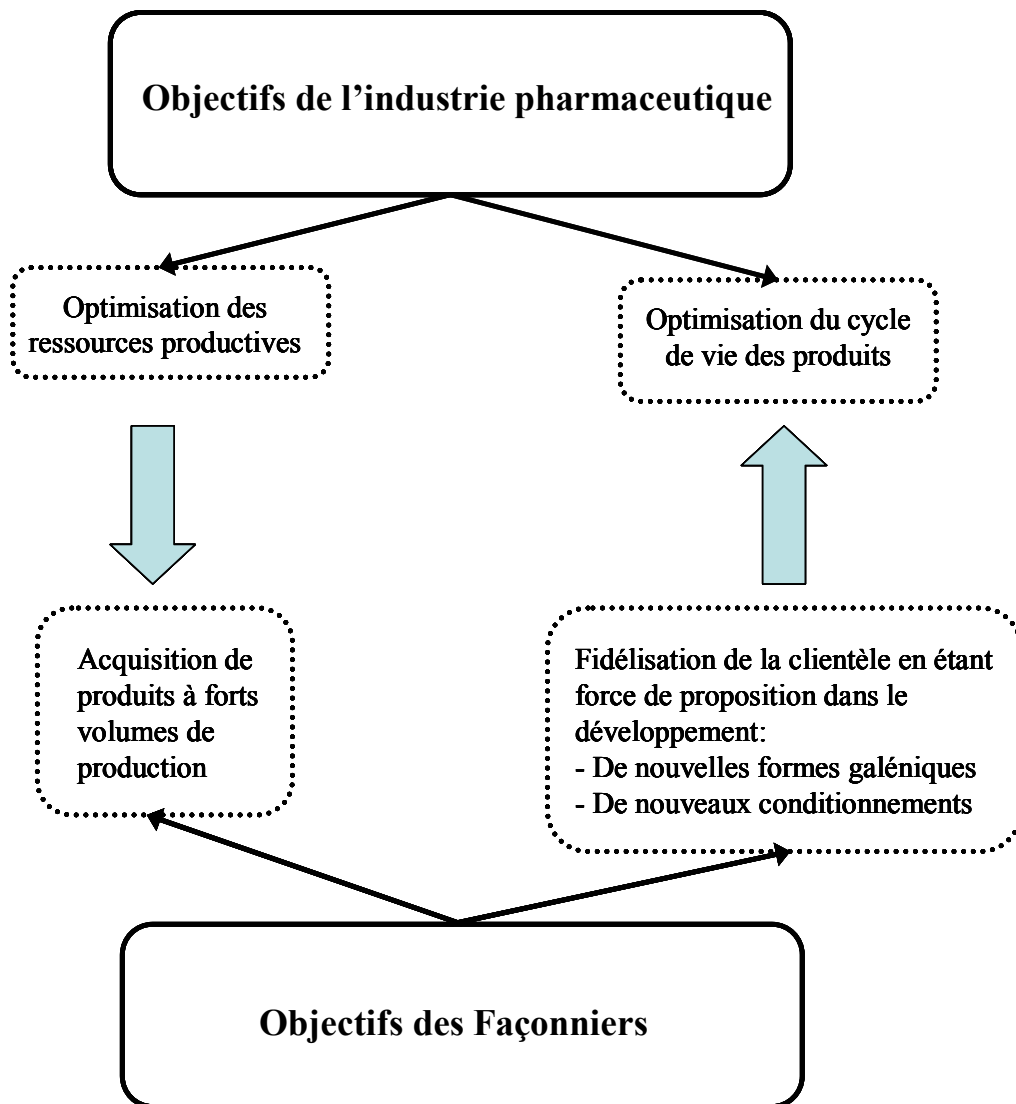 Objectifs de l’industrie pharmaceutique
Optimisation des
ressources productives
Optimisation du cycle
de vie des produits
Acquisition de
produits à forts
volumes de
production
Fidélisation de la clientèle en étant
force de proposition dans le
développement:
- De nouvelles formes galéniques
- De nouveaux conditionnements
Objectifs des Façonniers